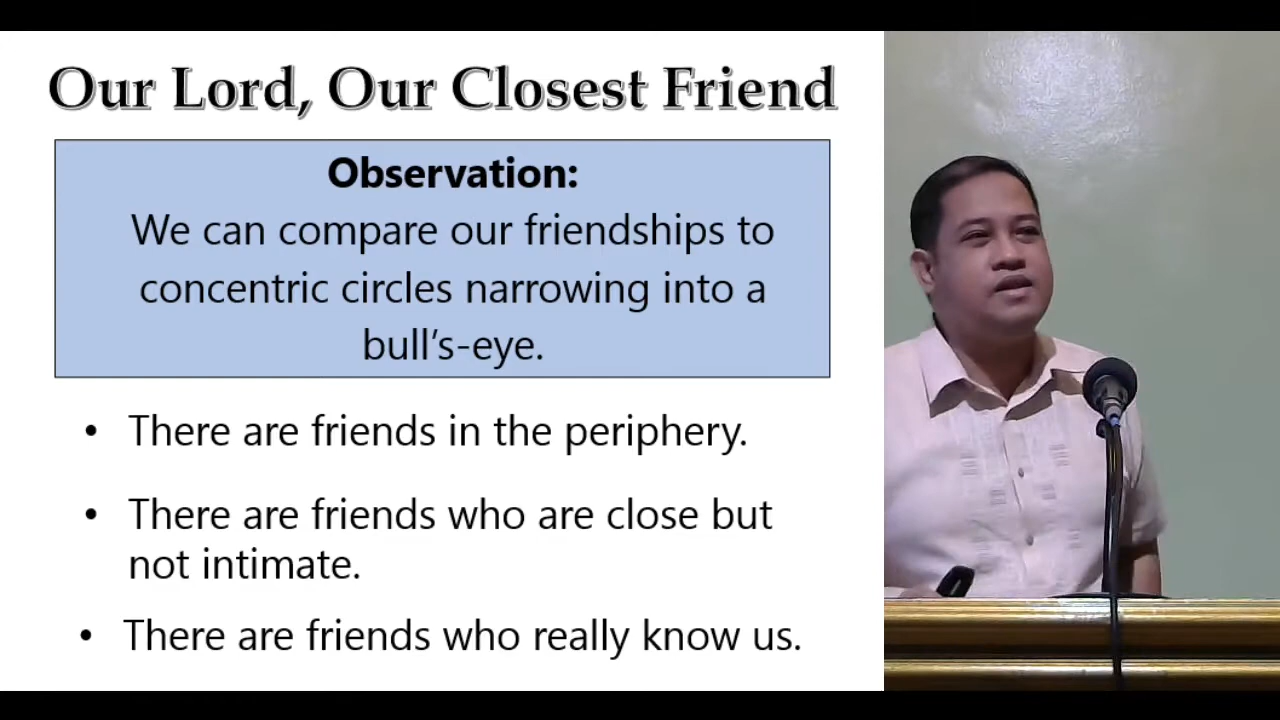 Our Lord, Our Closest Friend
Observation:
We can compare our friendships to
concentric circles narrowing into a
bull’s-eye.
• There are friends in the periphery.
• There are friends who are close but
not intimate.
• There are friends who really know us.